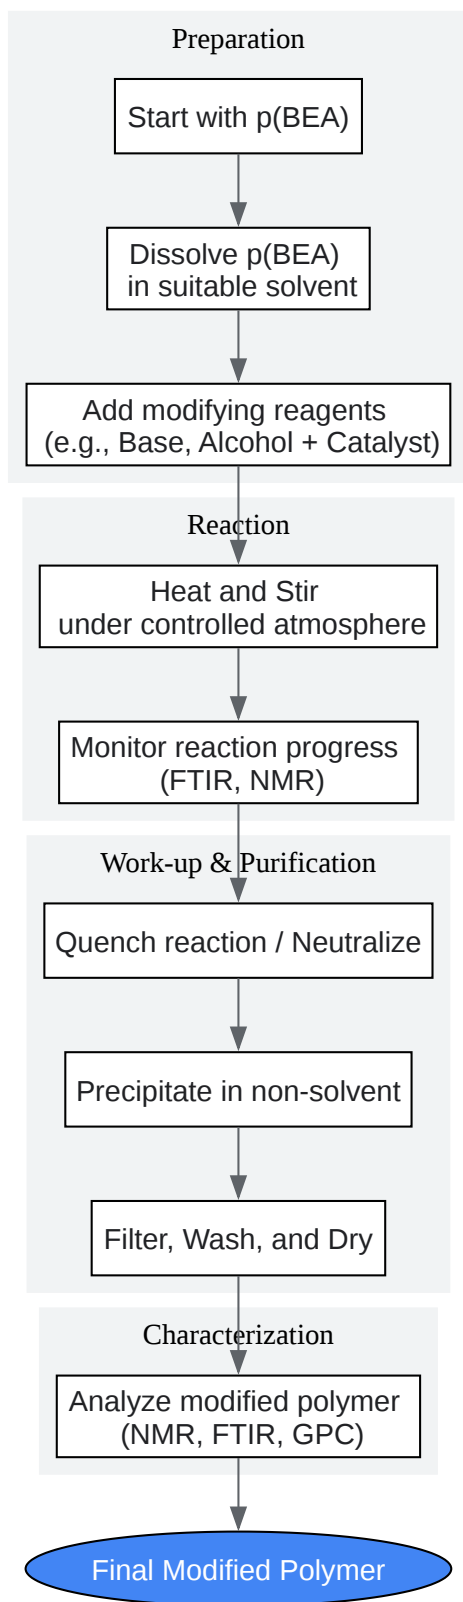 Preparation
Start with p(BEA)
Dissolve p(BEA)
in suitable solvent
Add modifying reagents
(e.g., Base, Alcohol + Catalyst)
Reaction
Heat and Stir
under controlled atmosphere
Monitor reaction progress
(FTIR, NMR)
Work-up & Purification
Quench reaction / Neutralize
Precipitate in non-solvent
Filter, Wash, and Dry
Characterization
Analyze modified polymer
(NMR, FTIR, GPC)
Final Modified Polymer